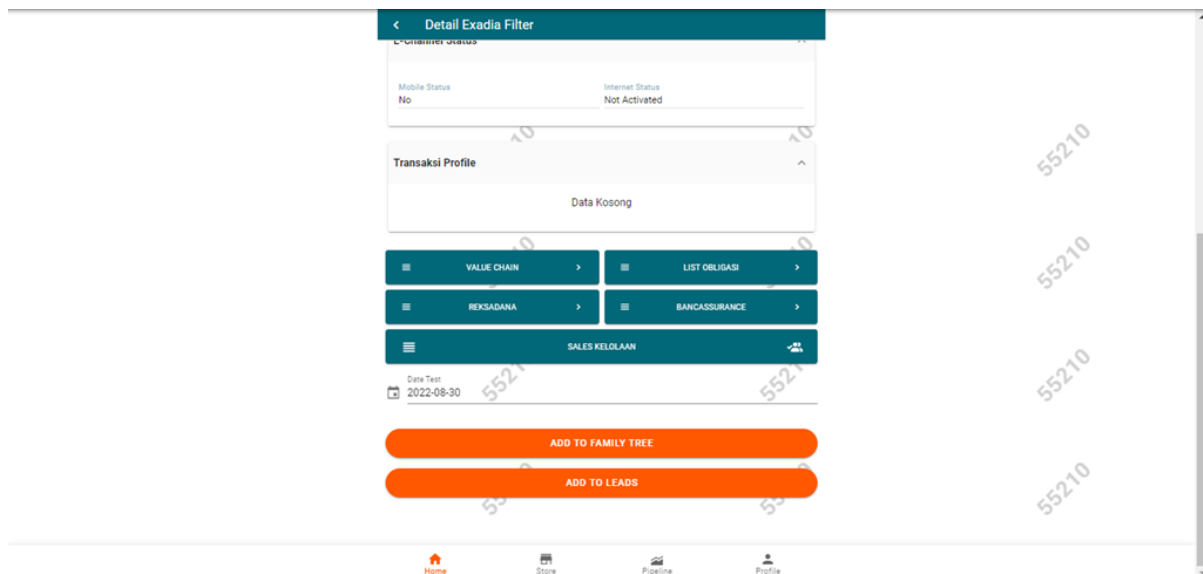 Detail Exadia Filter
E-Channel Status
Mobile Status
Internet Status
No
Not Activated
Transaksi Profile
Data Kosong
VALUE CHAIN
LIST OBLIGASI
REKSADANA
BANCASSURANCE
SALES KELOLAAN
Date Test
2022-08-30
ADD TO FAMILY TREE
ADD TO LEADS
Home
Store
Pipeline
Profile
55210
55210
55210
55210